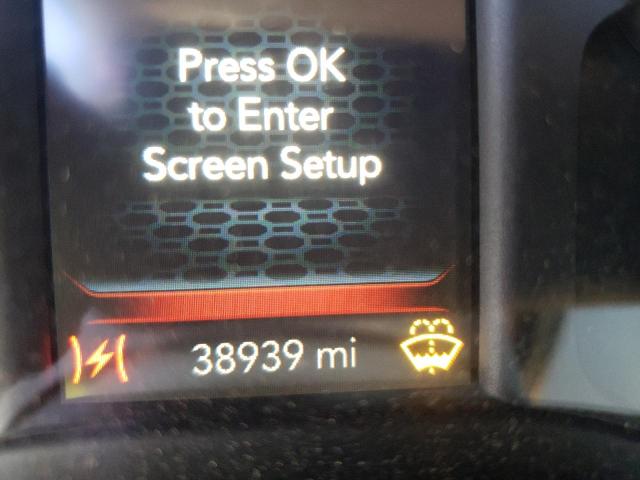 Press OK
to Enter
Screen Setup
38939 mi